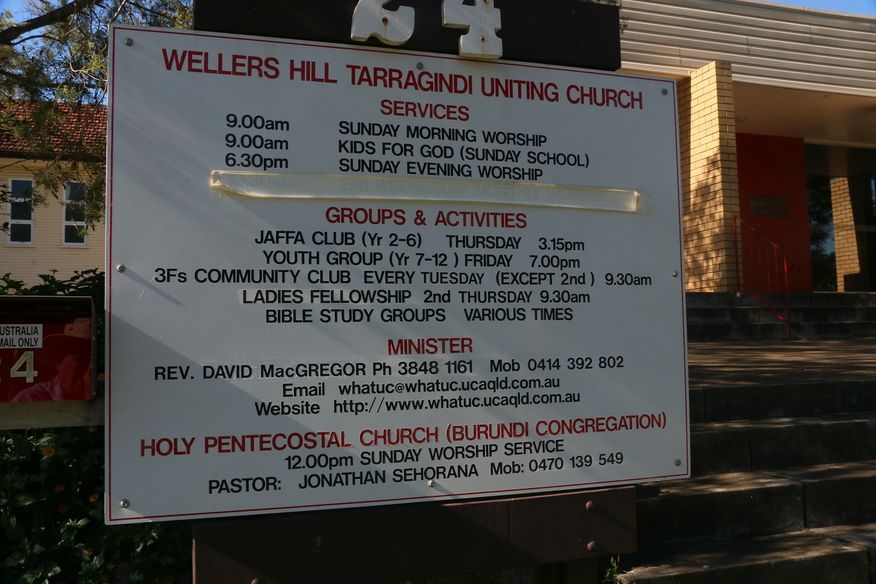 24
WELLERS HILL TARRAGINDI UNITING CHURCH
SERVICES
9.00am SUNDAY MORNING WORSHIP
9.00am KIDS FOR GOD (SUNDAY SCHOOL)
6.30pm SUNDAY EVENING WORSHIP
GROUPS & ACTIVITIES
JAFFA CLUB (Yr 2-6) THURSDAY 3.15pm
YOUTH GROUP (Yr 7-12 ) FRIDAY 7.00pm
3Fs COMMUNITY CLUB EVERY TUESDAY (EXCEPT 2nd ) 9.30am
LADIES FELLOWSHIP 2nd THURSDAY 9.30am
BIBLE STUDY GROUPS VARIOUS TIMES
MINISTER
REV. DAVID MacGREGOR Ph 3848 1161 Mob 0414 392 802
Email whatuc@whatuc.ucaqld.com.au
Website http://www.whatuc.ucaqld.com.au
HOLY PENTECOSTAL CHURCH (BURUNDI CONGREGATION)
12.00pm SUNDAY WORSHIP SERVICE
PASTOR: JONATHAN SEHORANA Mob: 0470 139 549
AUSTRALIA
MAIL ONLY
24